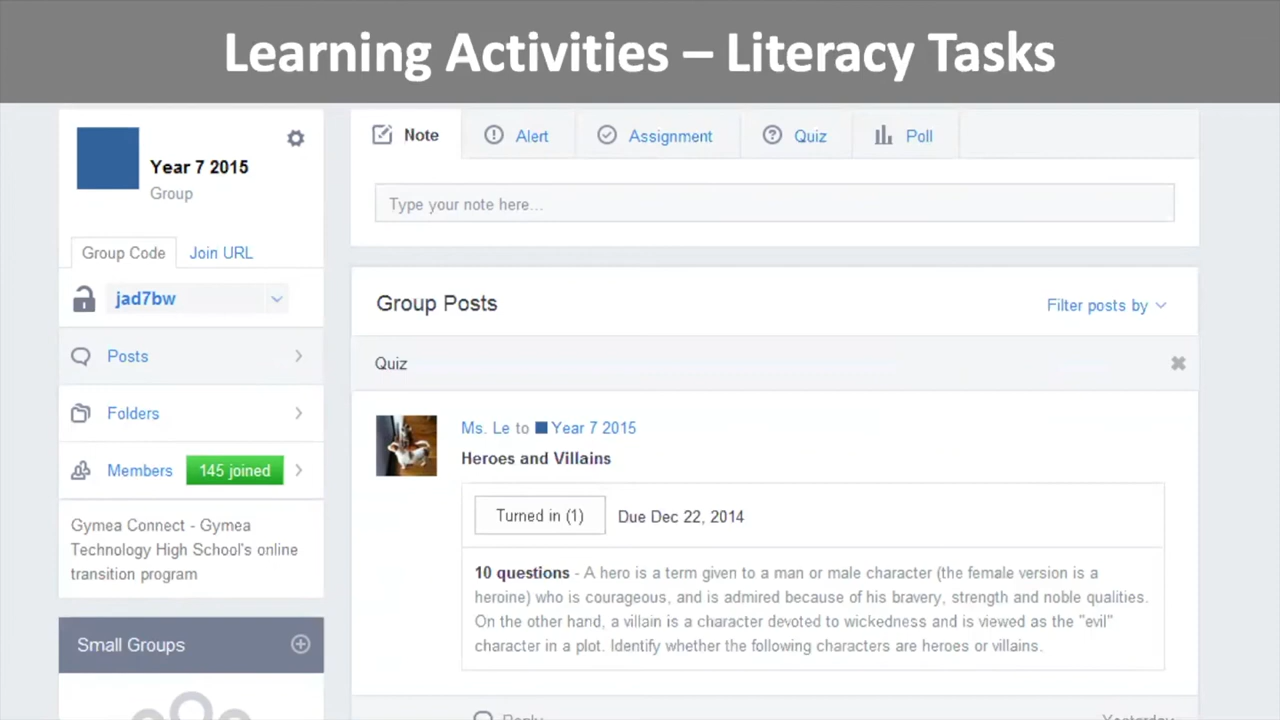 Learning Activities – Literacy Tasks
Year 7 2015
Group
Group Code
Join URL
jad7bw
Posts
Folders
Members
145 joined
Gymea Connect - Gymea
Technology High School's online
transition program
Small Groups
Note
Alert
Assignment
Quiz
Poll
Type your note here...
Group Posts
Filter posts by
Quiz
Ms. Le to Year 7 2015
Heroes and Villains
Turned in (1)
Due Dec 22, 2014
10 questions - A hero is a term given to a man or male character (the female version is a
heroine) who is courageous, and is admired because of his bravery, strength and noble qualities.
On the other hand, a villain is a character devoted to wickedness and is viewed as the "evil"
character in a plot. Identify whether the following characters are heroes or villains.
Reply
Yesterday